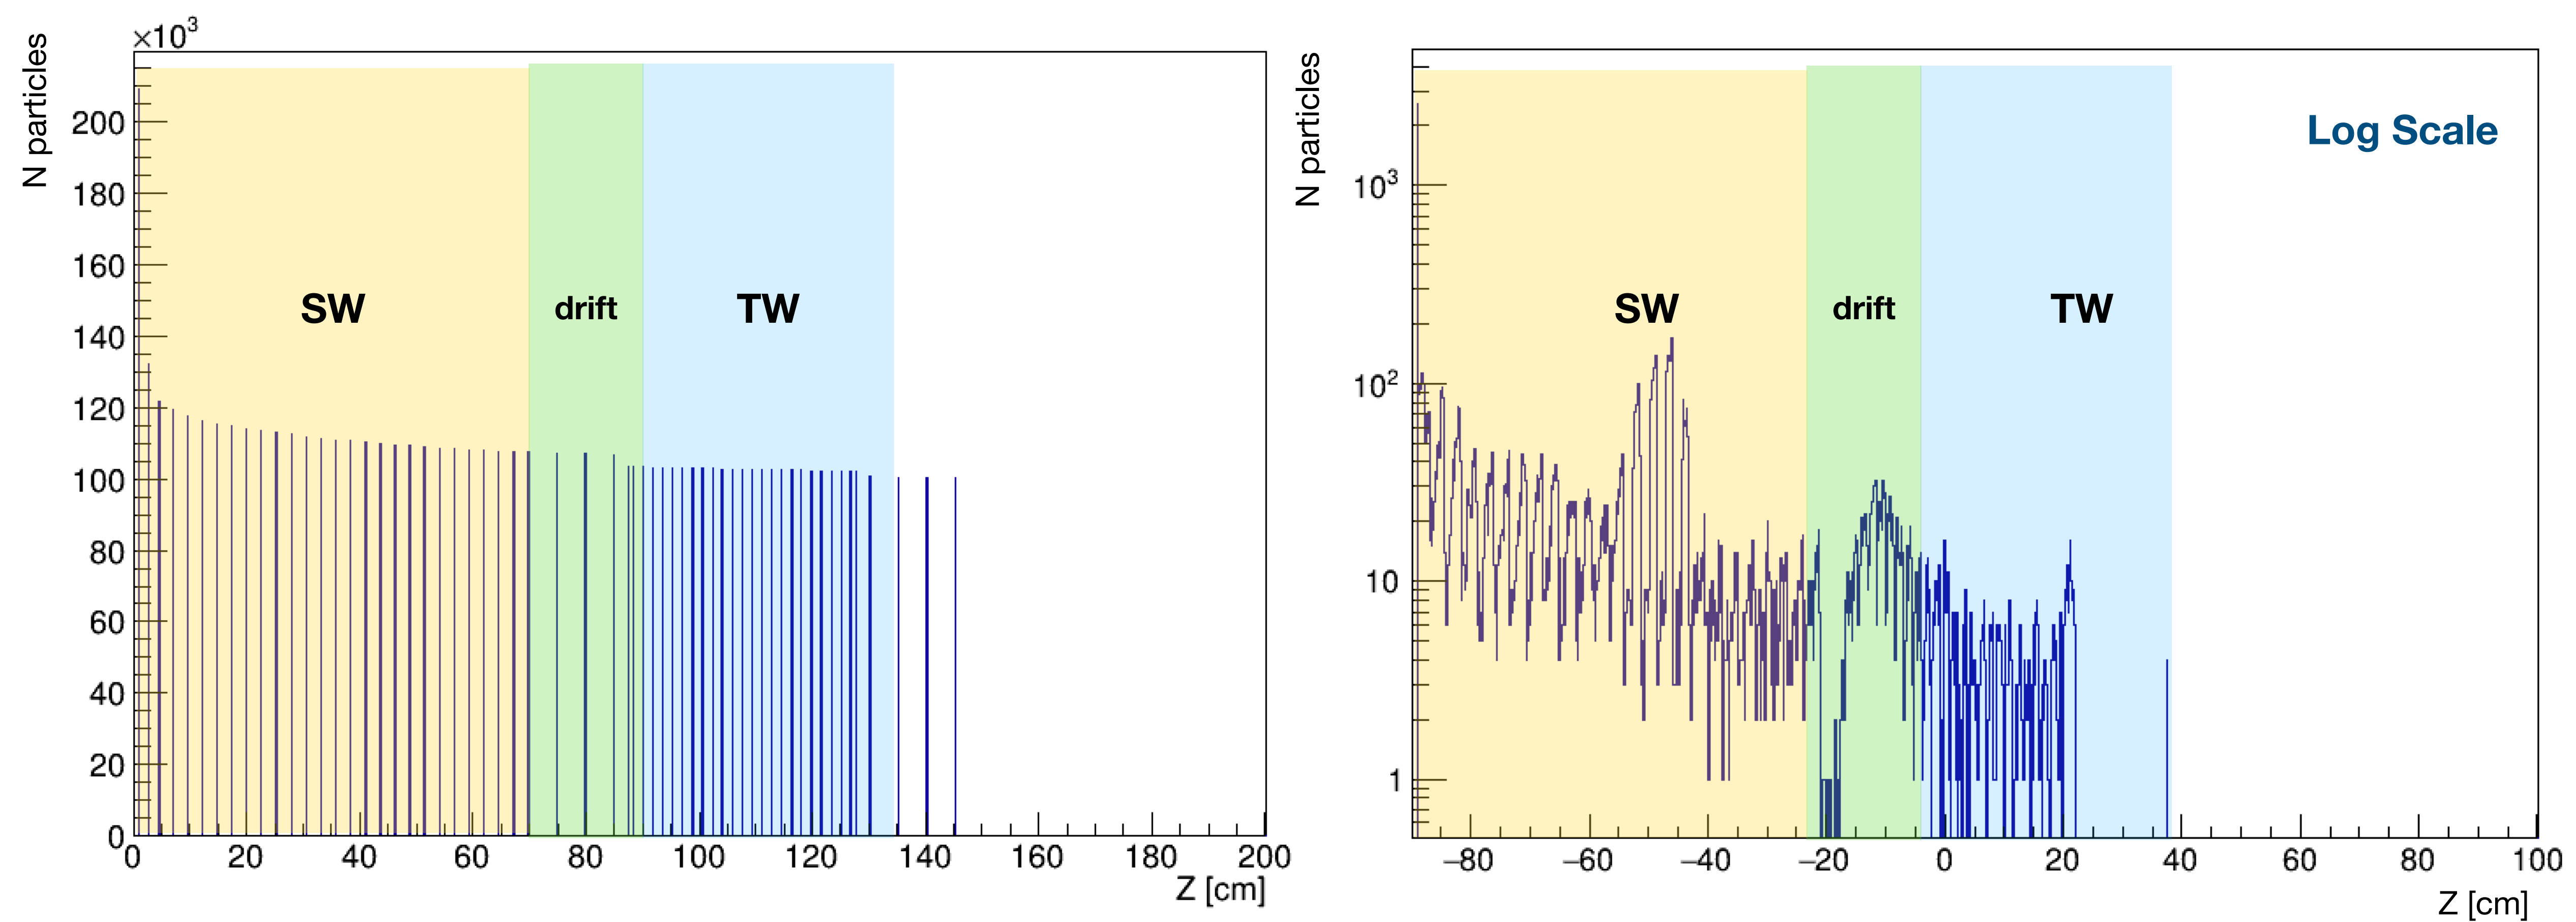 ×10³
N particles
200
180
160
140
120
100
80
60
40
20
0
SW
drift
TW
0 20 40 60 80 100 120 140 160 180 200
Z [cm]
N particles
10³
10²
10
1
Log Scale
SW
drift
TW
−80 −60 −40 −20 0 20 40 60 80 100
Z [cm]